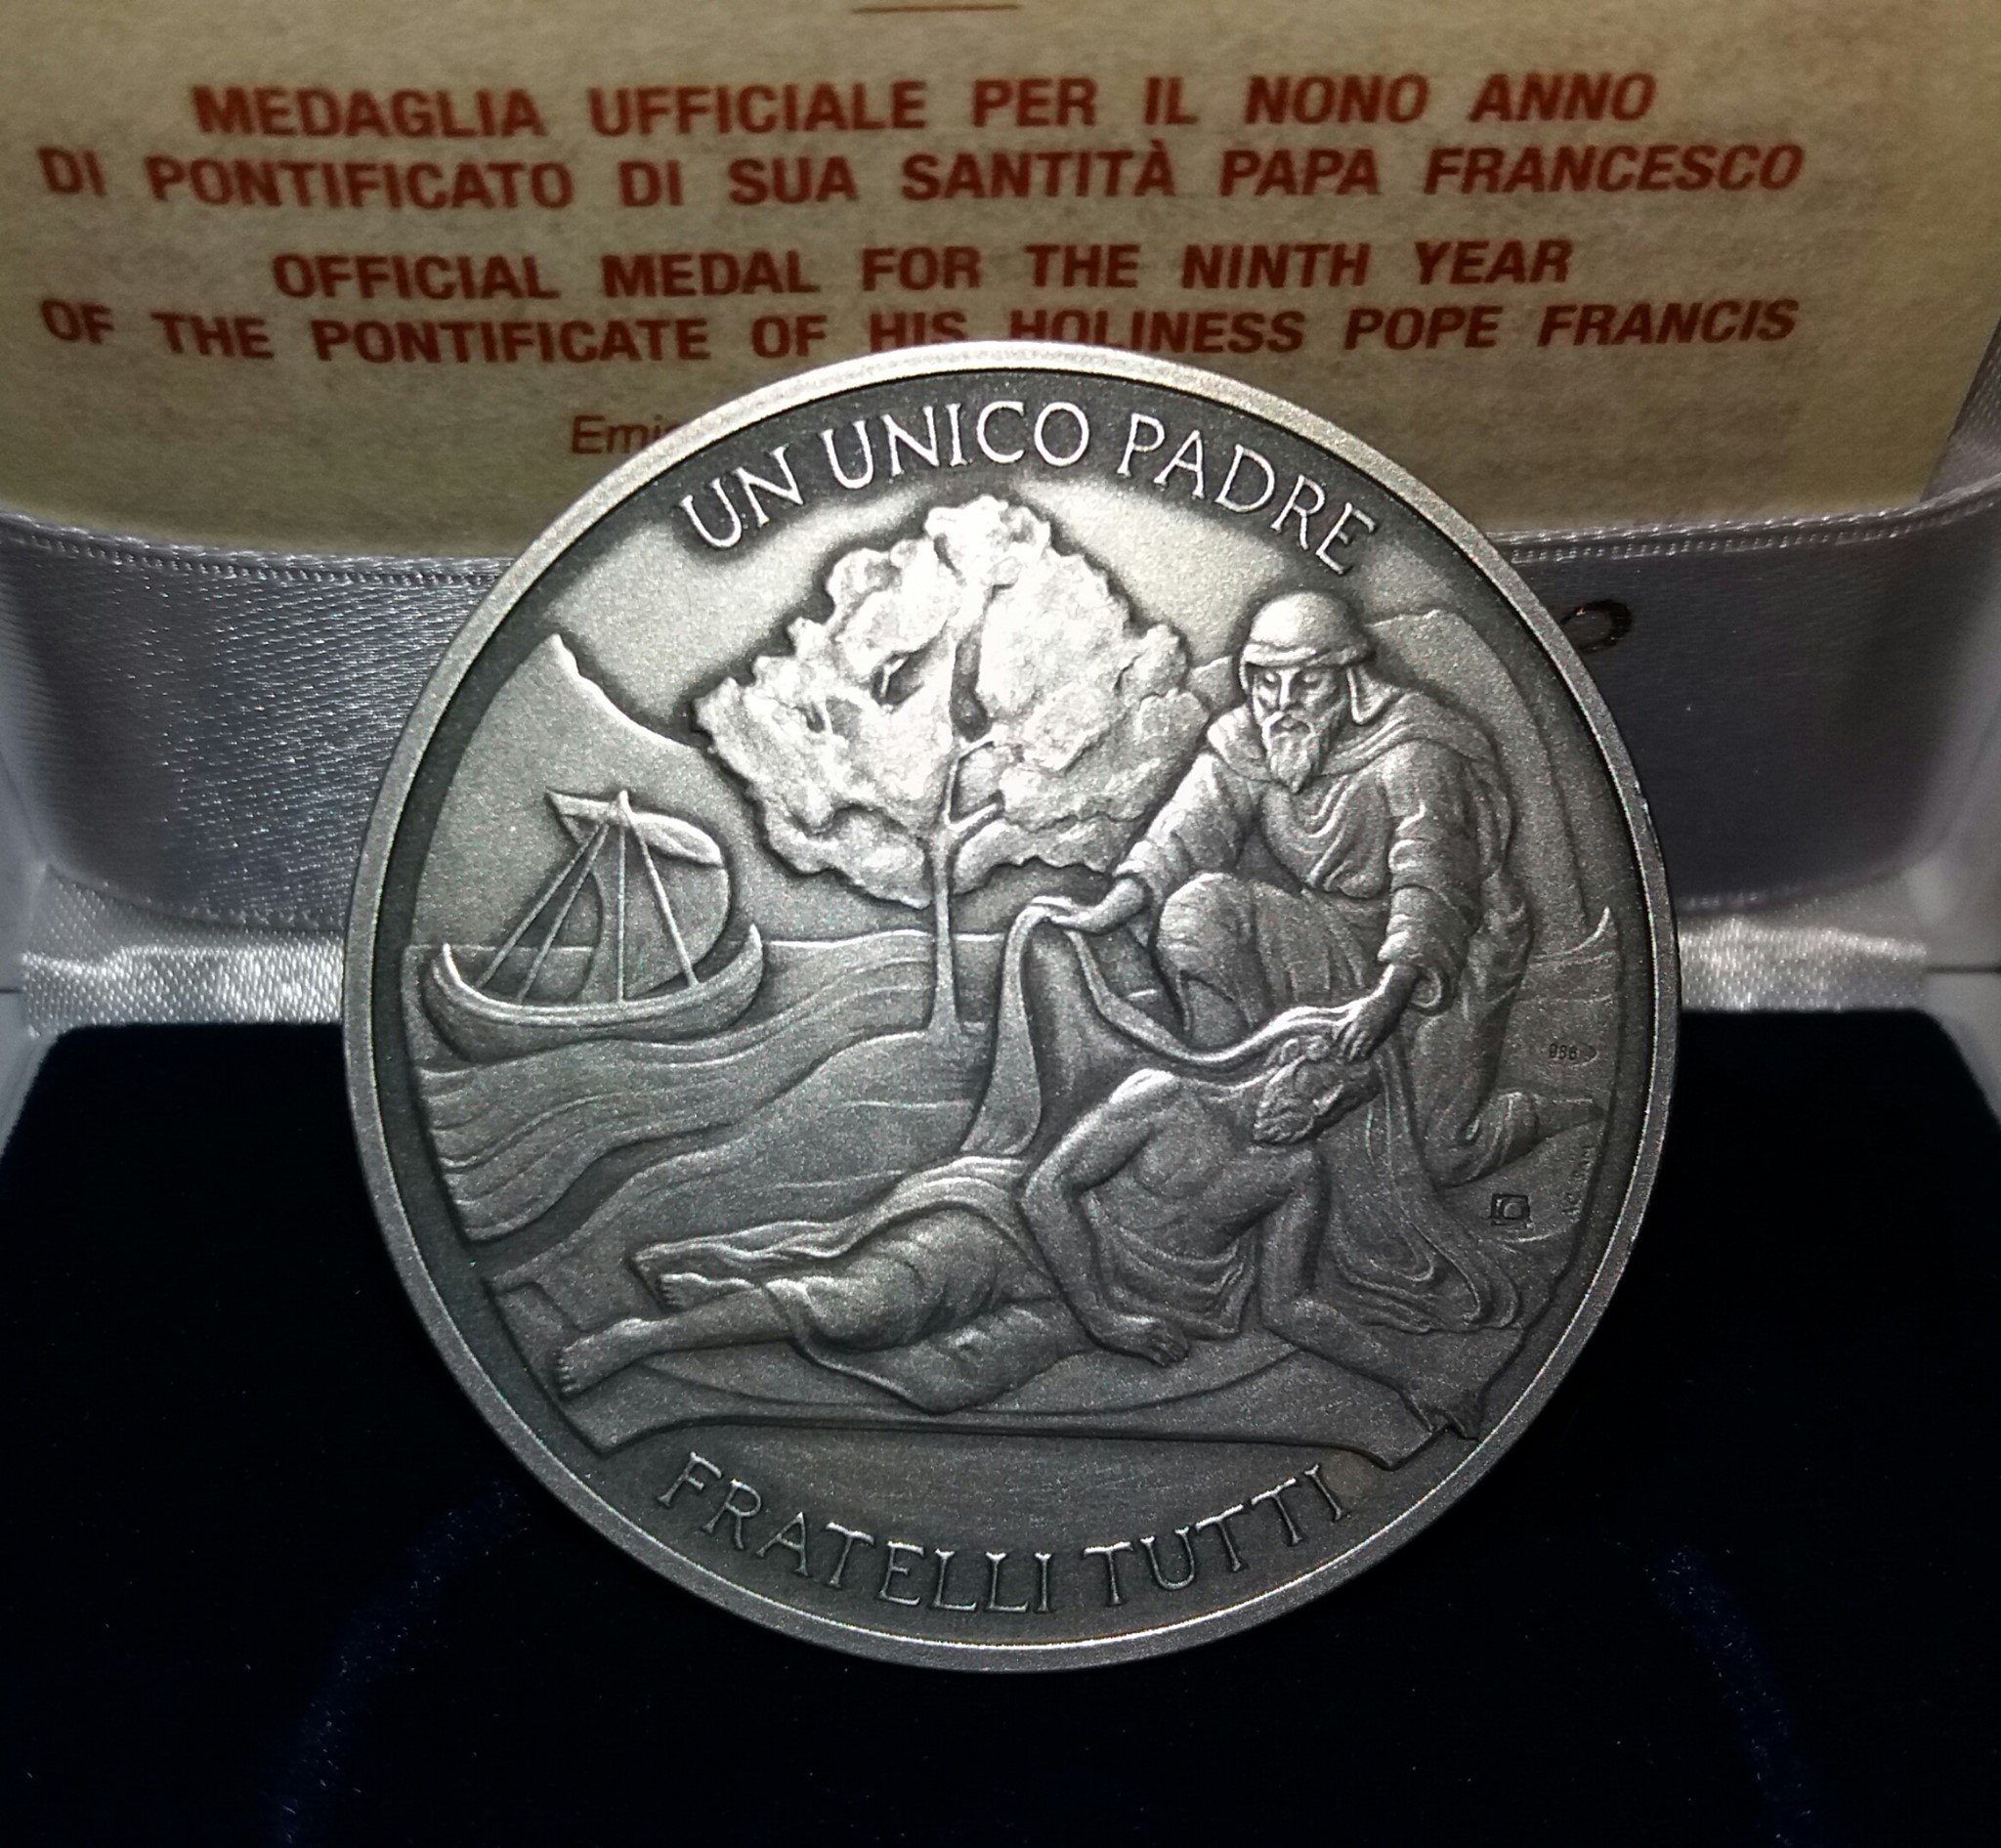 MEDAGLIA UFFICIALE PER IL NONO ANNO
DI PONTIFICATO DI SUA SANTITÀ PAPA FRANCESCO
OFFICIAL MEDAL FOR THE NINTH YEAR
OF THE PONTIFICATE OF HIS HOLINESS POPE FRANCIS
UN UNICO PADRE
FRATELLI TUTTI